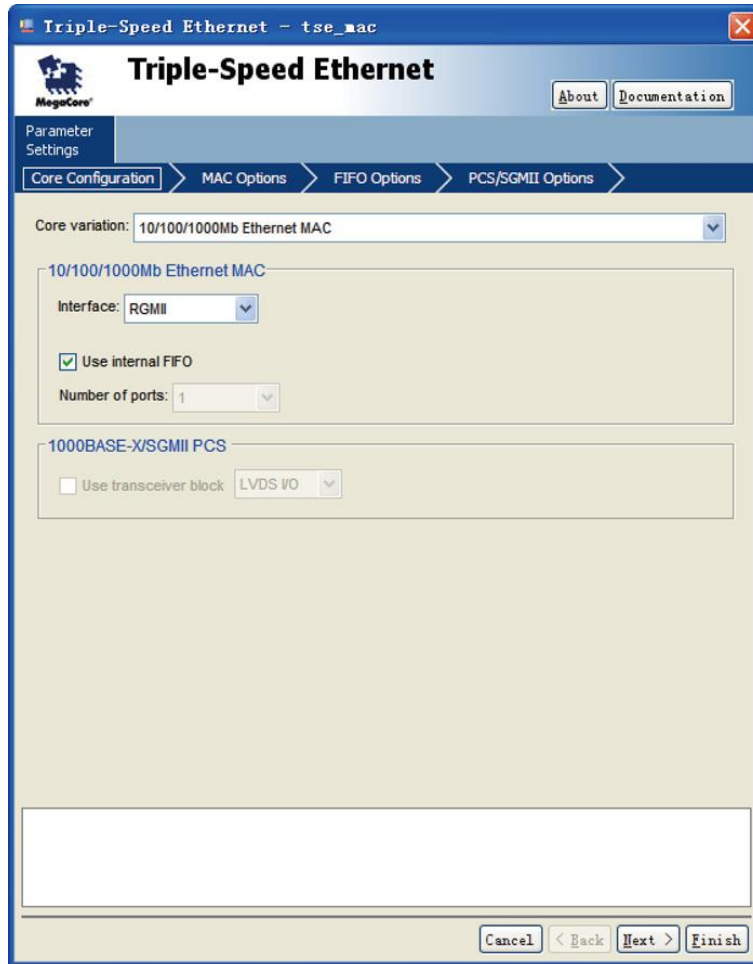 Triple-Speed Ethernet - tse_mac
MegaCore®
Triple-Speed Ethernet
About
Documentation
Parameter
Settings
Core Configuration
MAC Options
FIFO Options
PCS/SGMII Options
Core variation: 10/100/1000Mb Ethernet MAC
10/100/1000Mb Ethernet MAC
Interface: RGMII
Use internal FIFO
Number of ports: 1
1000BASE-X/SGMII PCS
Use transceiver block LVDS I/O
Cancel
< Back
Next >
Finish